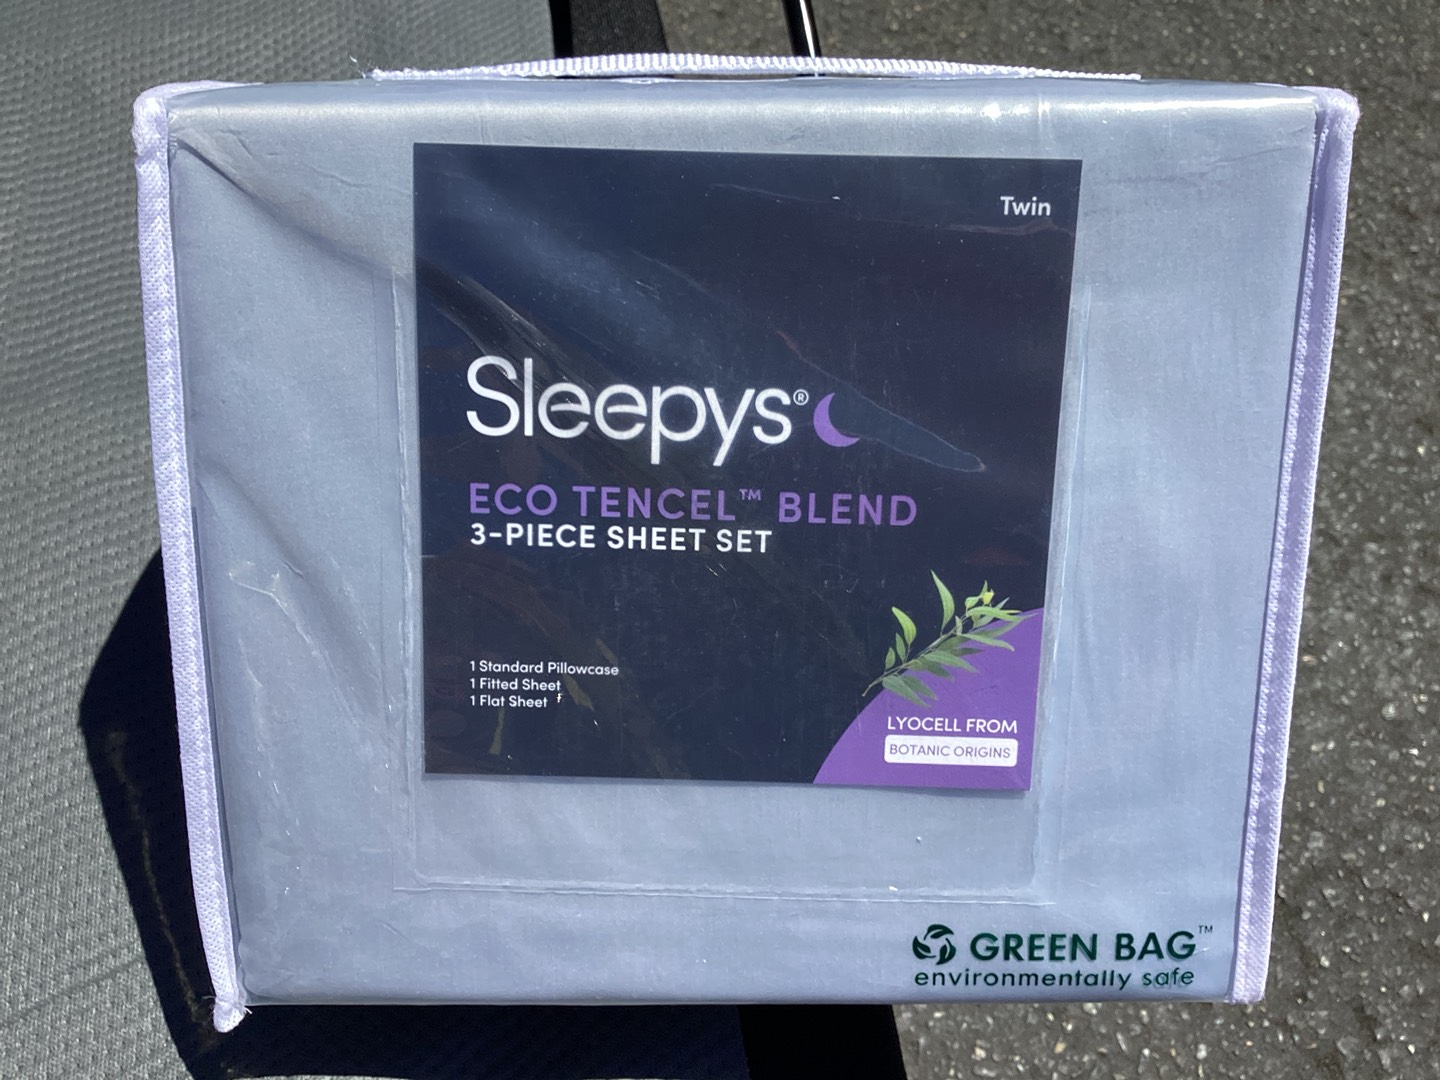 Twin
Sleepys®
ECO TENCEL™ BLEND
3-PIECE SHEET SET
1 Standard Pillowcase
1 Fitted Sheet
1 Flat Sheet
LYOCELL FROM
BOTANIC ORIGINS
GREEN BAG™
environmentally safe